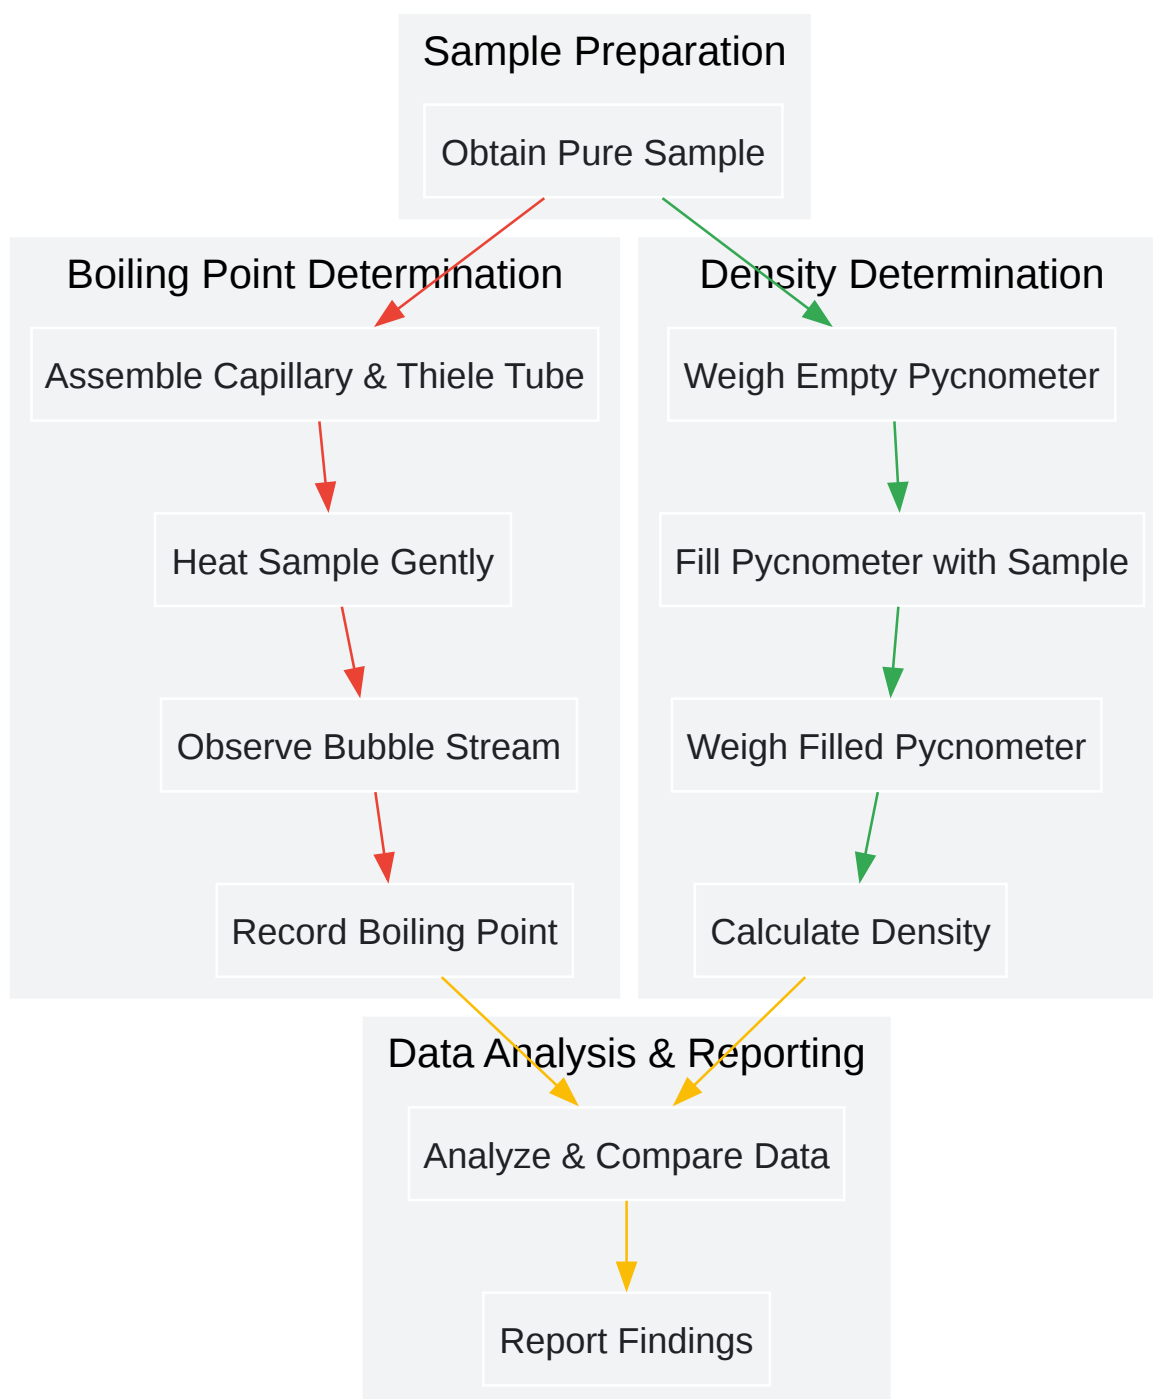 Sample Preparation
Obtain Pure Sample
Boiling Point Determination
Assemble Capillary & Thiele Tube
Heat Sample Gently
Observe Bubble Stream
Record Boiling Point
Density Determination
Weigh Empty Pycnometer
Fill Pycnometer with Sample
Weigh Filled Pycnometer
Calculate Density
Data Analysis & Reporting
Analyze & Compare Data
Report Findings